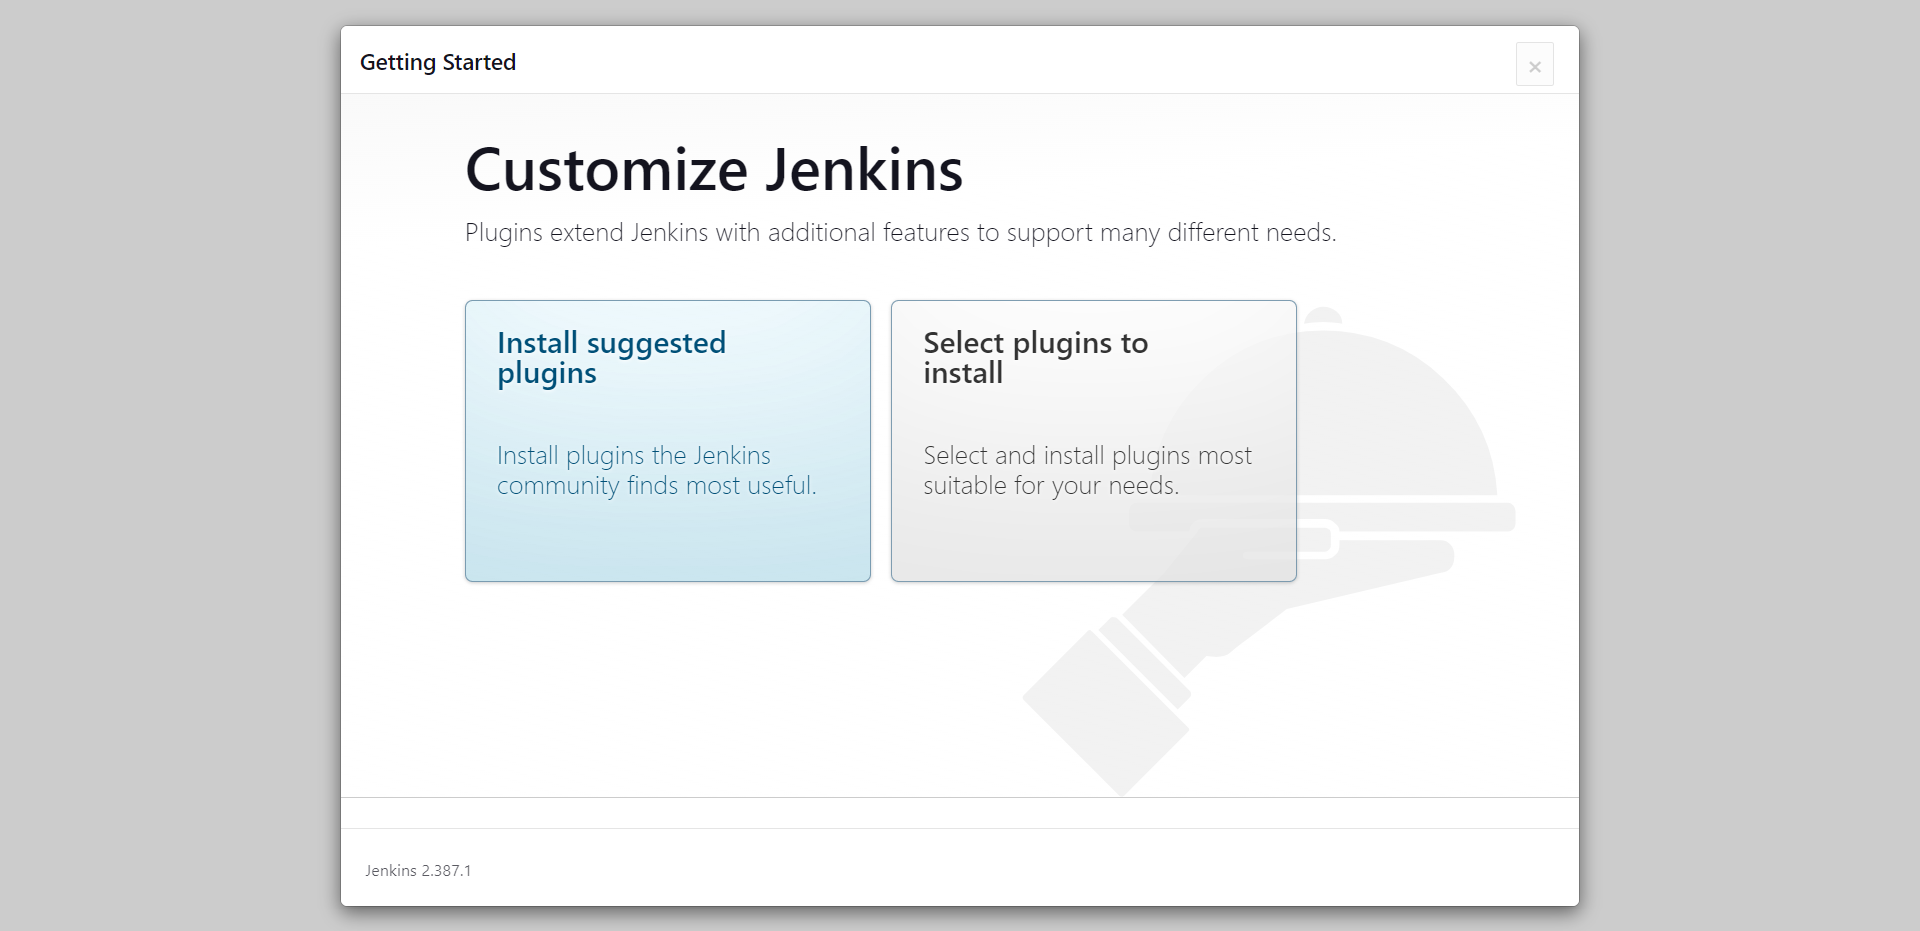 Getting Started
×
Customize Jenkins
Plugins extend Jenkins with additional features to support many different needs.
Install suggested
plugins
Install plugins the Jenkins
community finds most useful.
Select plugins to
install
Select and install plugins most
suitable for your needs.
Jenkins 2.387.1